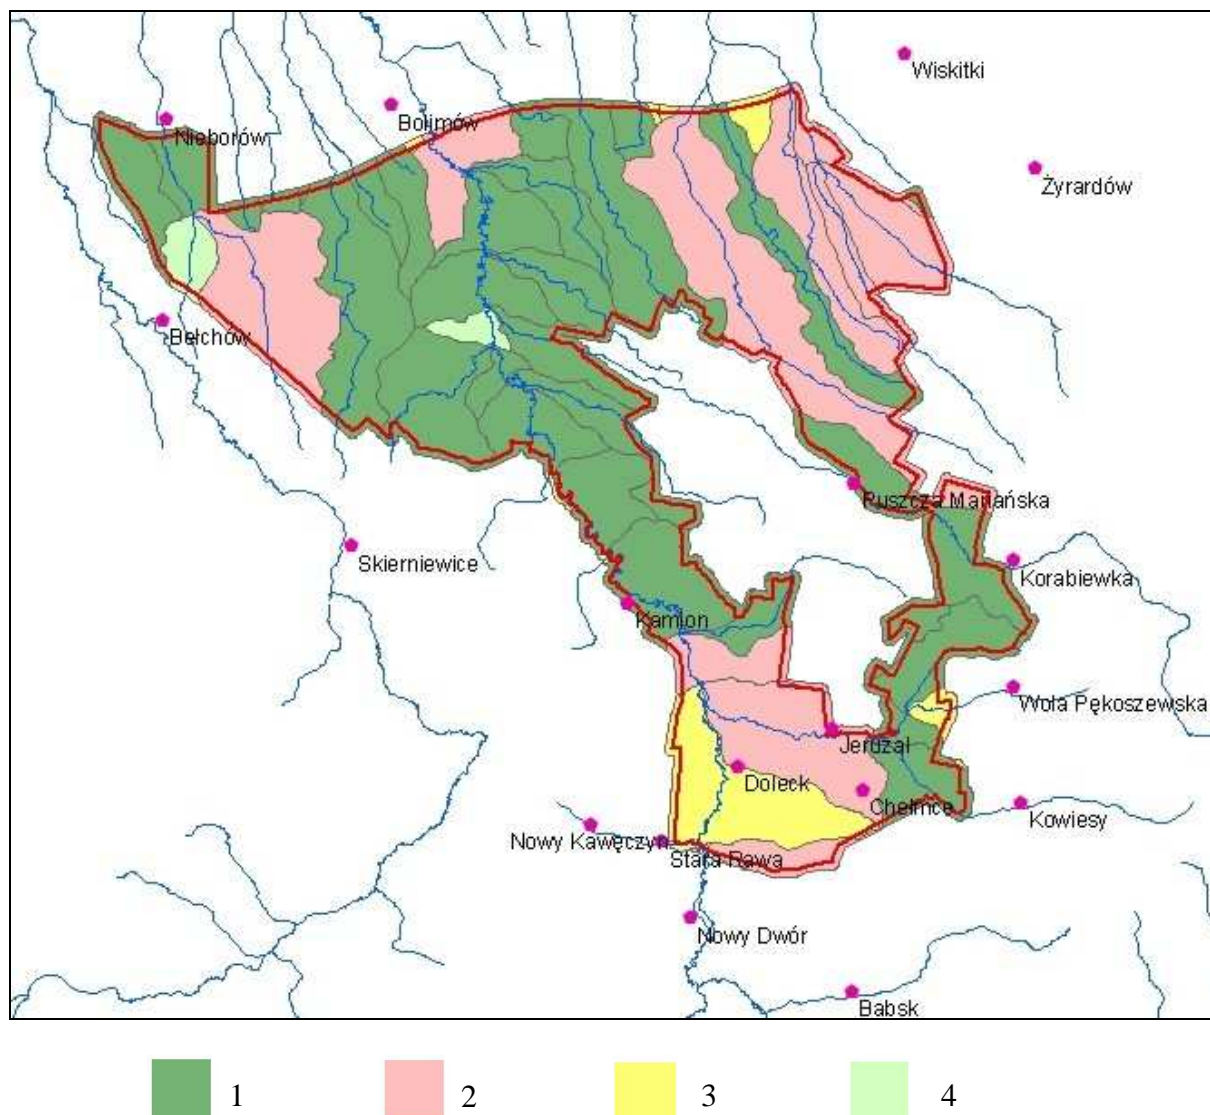 Wiskitki
Bolimów
Nieborów
Żyrardów
Bełchów
Puszcza Mariańska
Skierniewice
Korabiewka
Kamion
Wola Pękoszewska
Jeruzal
Doleck
Chełmce
Kowiesy
Nowy Kawęczyn
Stara Rawa
Nowy Dwór
Babsk
1 2 3 4